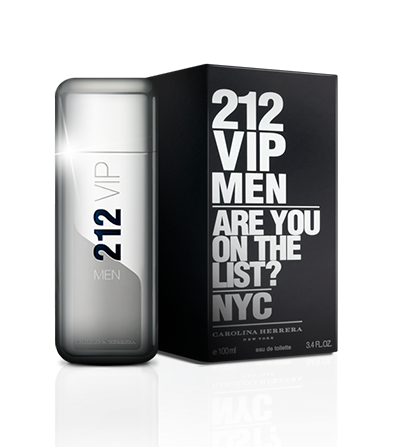 212 VIP
MEN
212
VIP
MEN
ARE YOU
ON THE
LIST?
NYC
CAROLINA HERRERA
NEW YORK
℮ 100 ml eau de toilette 3.4 FL.OZ.